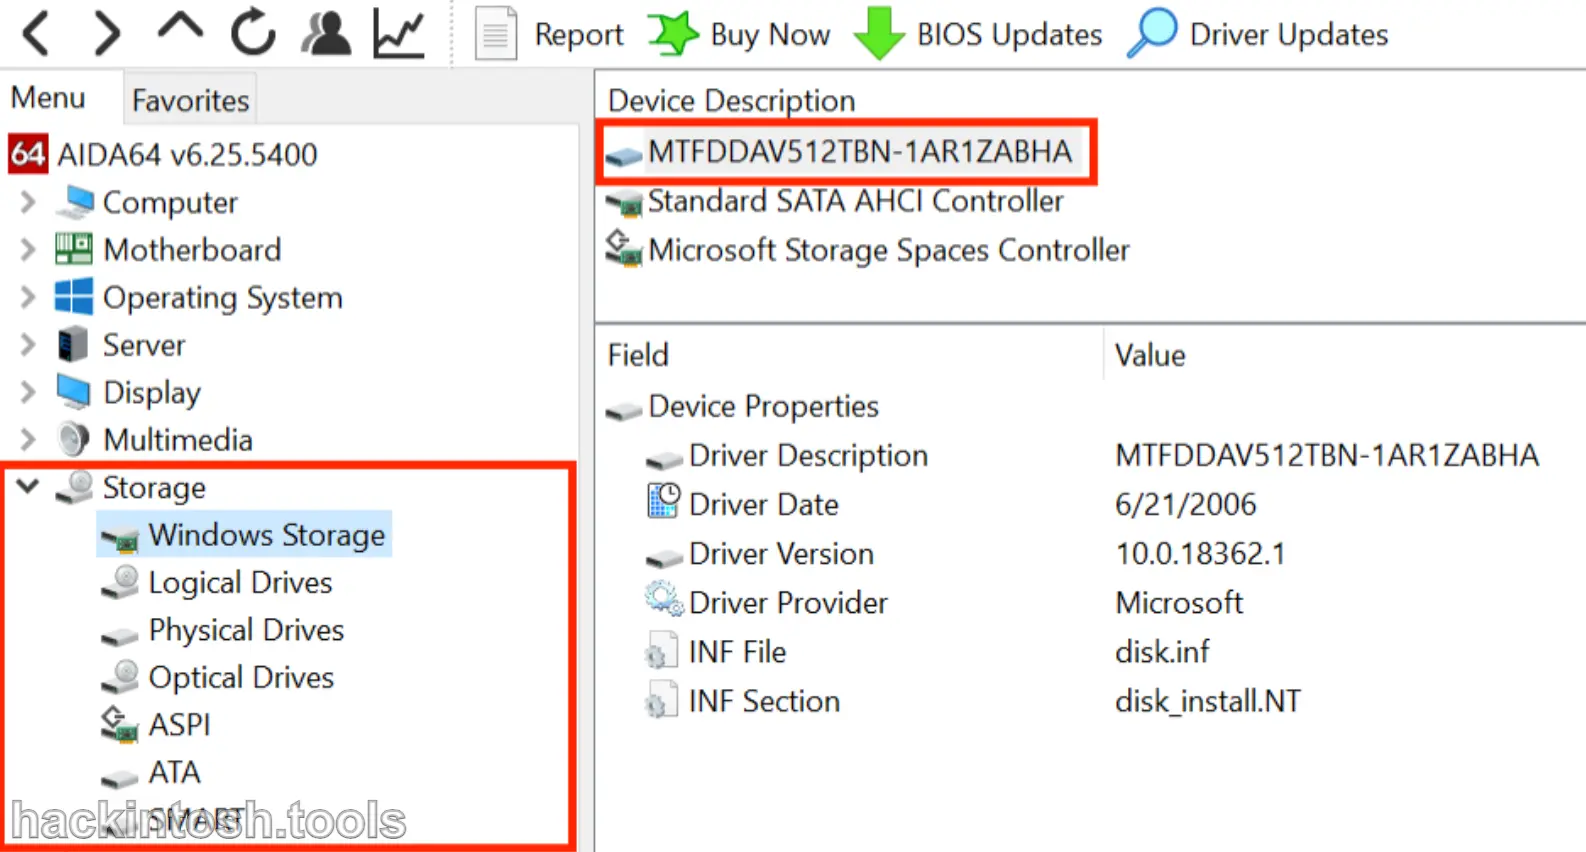 Report Buy Now BIOS Updates Driver Updates
Menu Favorites
64 AIDA64 v6.25.5400
Computer
Motherboard
Operating System
Server
Display
Multimedia
Storage
Windows Storage
Logical Drives
Physical Drives
Optical Drives
ASPI
ATA
SMART
hackintosh.tools
Device Description
MTFDDAV512TBN-1AR1ZABHA
Standard SATA AHCI Controller
Microsoft Storage Spaces Controller
Field Value
Device Properties
Driver Description MTFDDAV512TBN-1AR1ZABHA
Driver Date 6/21/2006
Driver Version 10.0.18362.1
Driver Provider Microsoft
INF File disk.inf
INF Section disk_install.NT